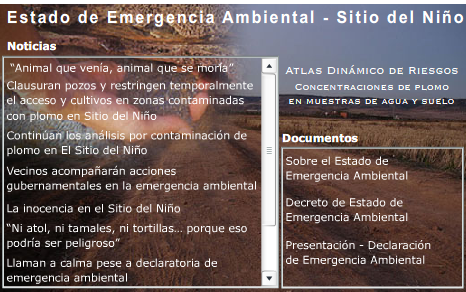 Estado de Emergencia Ambiental - Sitio del Niño
Noticias
“Animal que venía, animal que se moría”
Clausuran pozos y restringen temporalmente
el acceso y cultivos en zonas contaminadas
con plomo en Sitio del Niño
Continúan los análisis por contaminación de
plomo en El Sitio del Niño
Vecinos acompañarán acciones
gubernamentales en la emergencia ambiental
La inocencia en el Sitio del Niño
“Ni atol, ni tamales, ni tortillas... porque eso
podría ser peligroso”
Llaman a calma pese a declaratoria de
emergencia ambiental
Atlas Dinámico de Riesgos
Concentraciones de plomo
en muestras de agua y suelo
Documentos
Sobre el Estado de
Emergencia Ambiental
Decreto de Estado de
Emergencia Ambiental
Presentación - Declaración
de Emergencia Ambiental